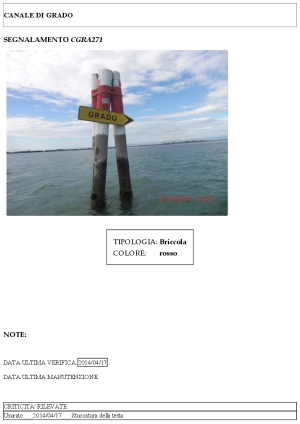 CANALE DI GRADO
SEGNALAMENTO CGRA271
GRADO
TIPOLOGIA: Briccola
COLORE: rosso
NOTE:
DATA ULTIMA VERIFICA 2014/04/17
DATA ULTIMA MANUTENZIONE
CRITICITA' RILEVATE
Usurato 2014/04/17 Stuccatura della testa